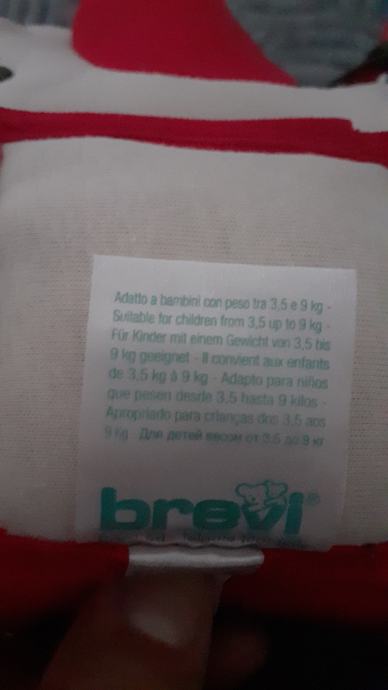 Adatto a bambini con peso tra 3,5 e 9 kg -
Suitable for children from 3,5 up to 9 kg -
Für Kinder mit einem Gewicht von 3,5 bis
9 kg geeignet - Il convient aux enfants
de 3,5 kg à 9 kg - Adapto para niños
que pesen desde 3,5 hasta 9 kilos -
Apropriado para crianças dos 3,5 aos
9 Kg - Для детей весом от 3,5 до 9 кг
brevi®